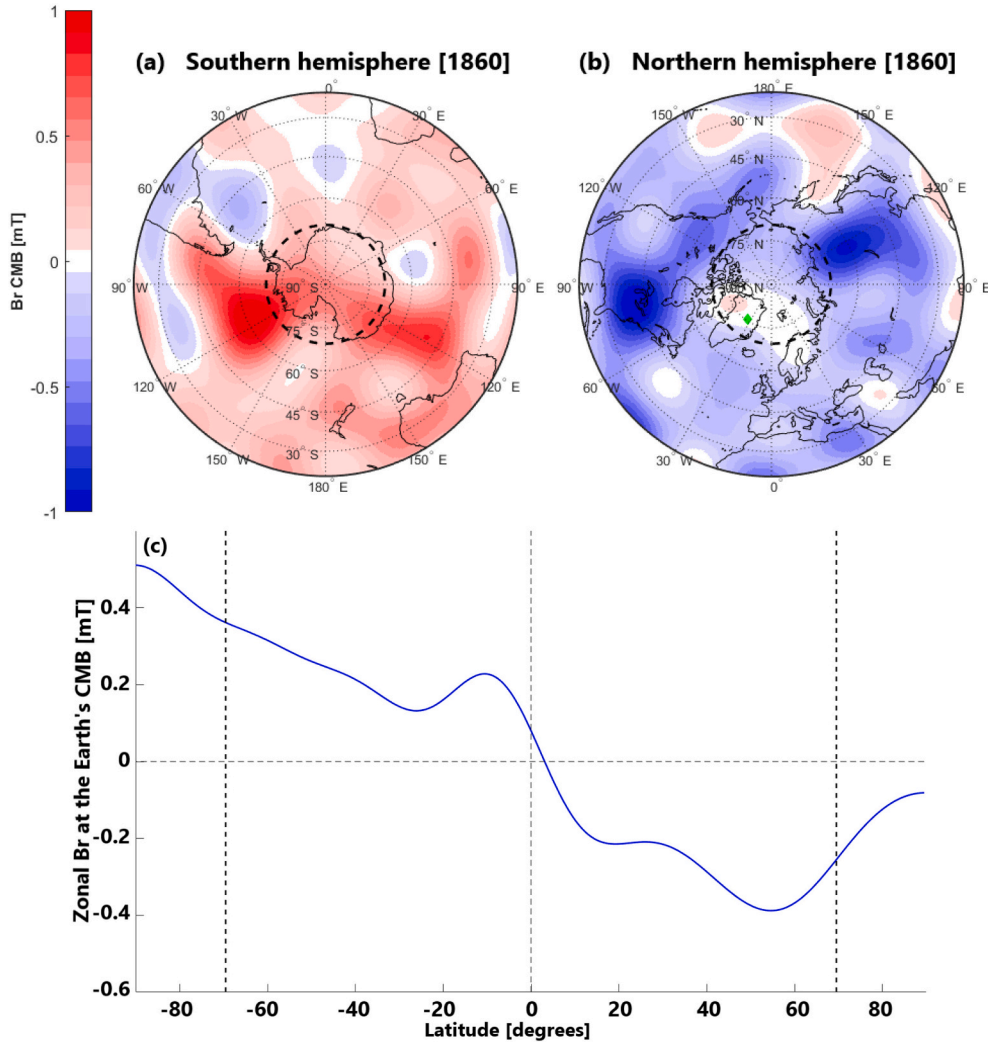 (a) Southern hemisphere [1860]
(b) Northern hemisphere [1860]
1
0.5
0
-0.5
-1
Br CMB [mT]
0°
30° W
30° E
60° W
60° E
90° W
90° E
90° S
75° S
60° S
45° S
30° S
120° W
120° E
150° W
150° E
180° E
180° E
150° W
150° E
30° N
45° N
75° N
120° W
120° E
90° W
90° E
60° W
60° E
30° W
30° E
0°
(c)
Zonal Br at the Earth's CMB [mT]
0.4
0.2
0
-0.2
-0.4
-0.6
-80
-60
-40
-20
0
20
40
60
80
Latitude [degrees]